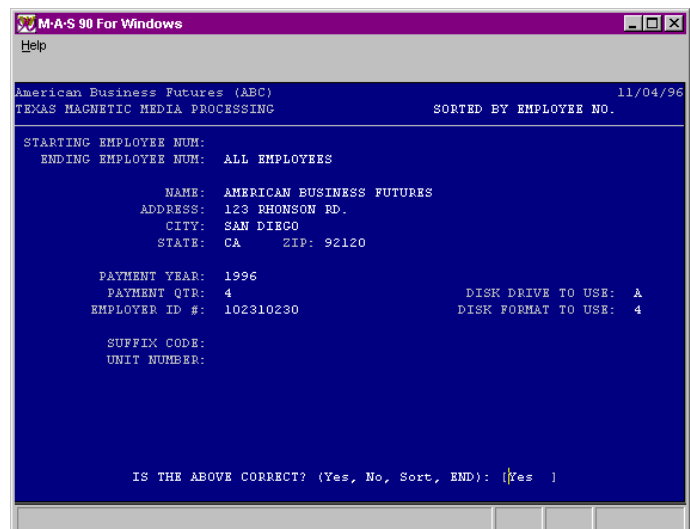 M·A·S 90 For Windows
Help
American Business Futures (ABC) 11/04/96
TEXAS MAGNETIC MEDIA PROCESSING SORTED BY EMPLOYEE NO.
STARTING EMPLOYEE NUM:
ENDING EMPLOYEE NUM: ALL EMPLOYEES
NAME: AMERICAN BUSINESS FUTURES
ADDRESS: 123 RHONSON RD.
CITY: SAN DIEGO
STATE: CA ZIP: 92120
PAYMENT YEAR: 1996
PAYMENT QTR: 4 DISK DRIVE TO USE: A
EMPLOYER ID #: 102310230 DISK FORMAT TO USE: 4
SUFFIX CODE:
UNIT NUMBER:
IS THE ABOVE CORRECT? (Yes, No, Sort, END): [Yes ]